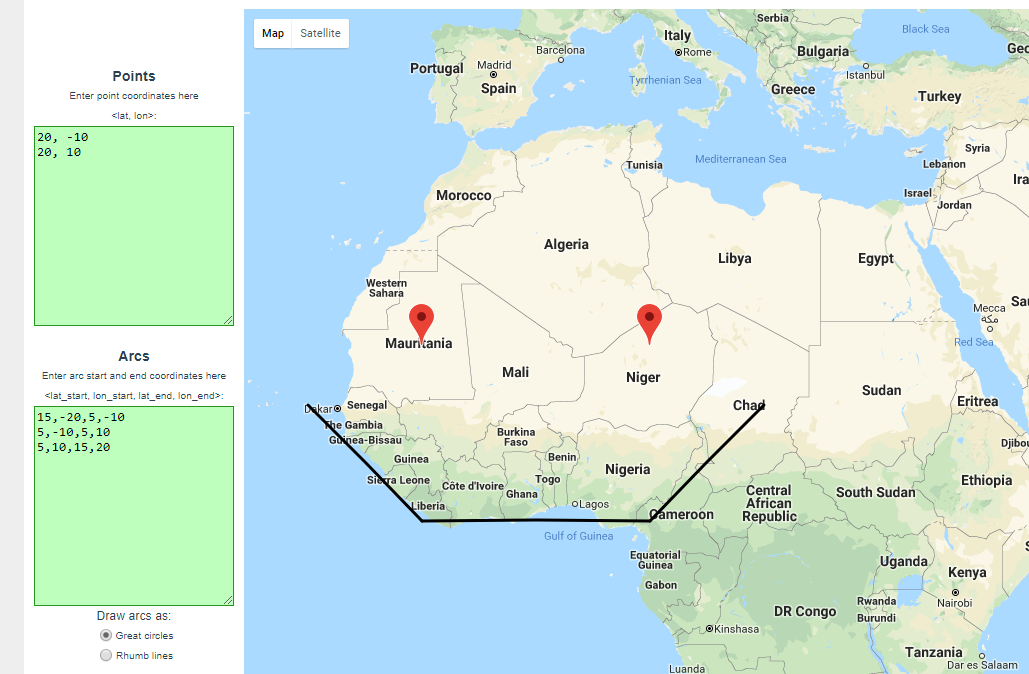 Points
Enter point coordinates here
<lat, lon>:
20, -10
20, 10
Arcs
Enter arc start and end coordinates here
<lat_start, lon_start, lat_end, lon_end>:
15,-20,5,-10
5,-10,5,10
5,10,15,20
Draw arcs as:
Great circles
Rhumb lines
Map
Satellite
Serbia
Black Sea
Italy
Rome
Barcelona
Bulgaria
Geo
Portugal
Madrid
Spain
Istanbul
Tyrrhenian Sea
Greece
Turkey
Tunisia
Mediterranean Sea
Syria
Lebanon
Israel
Ira
Jordan
Morocco
Algeria
Libya
Egypt
Western
Sahara
Sau
Mecca
مكة
Red Sea
Mauritania
Mali
Niger
Sudan
Chad
Eritrea
Dakar
Senegal
The Gambia
Guinea-Bissau
Burkina
Faso
Djibou
Guinea
Benin
Nigeria
Sierra Leone
Côte d'Ivoire
Togo
Ghana
Lagos
Liberia
Cameroon
Central
African
Republic
South Sudan
Ethiopia
Gulf of Guinea
Equatorial
Guinea
Gabon
Uganda
Kenya
S
Rwanda
Burundi
Nairobi
DR Congo
Kinshasa
Tanzania
Dar es Salaam
Luanda